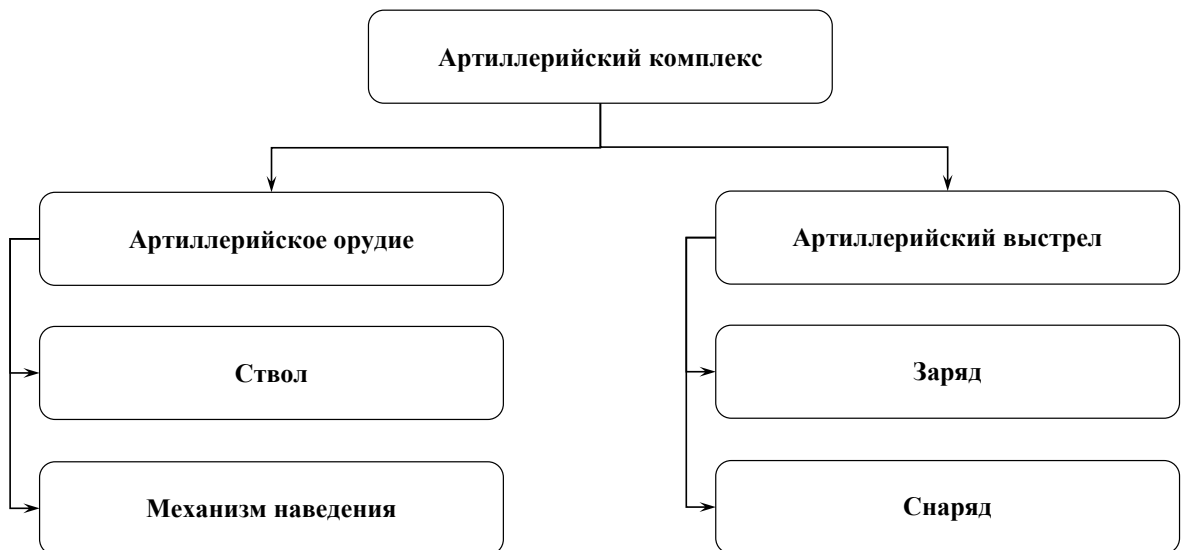 Артиллерийский комплекс
Артиллерийское орудие
Артиллерийский выстрел
Ствол
Заряд
Механизм наведения
Снаряд